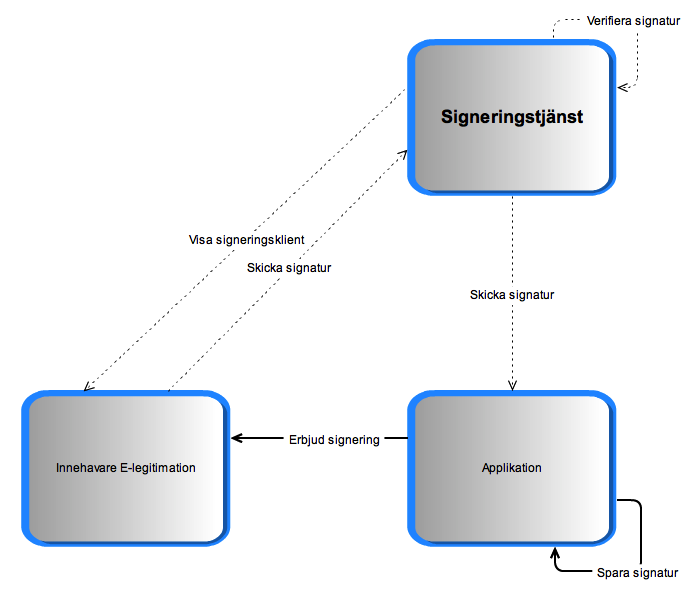 Verifiera signatur
Signeringstjänst
Visa signeringsklient
Skicka signatur
Skicka signatur
Erbjud signering
Innehavare E-legitimation
Applikation
Spara signatur